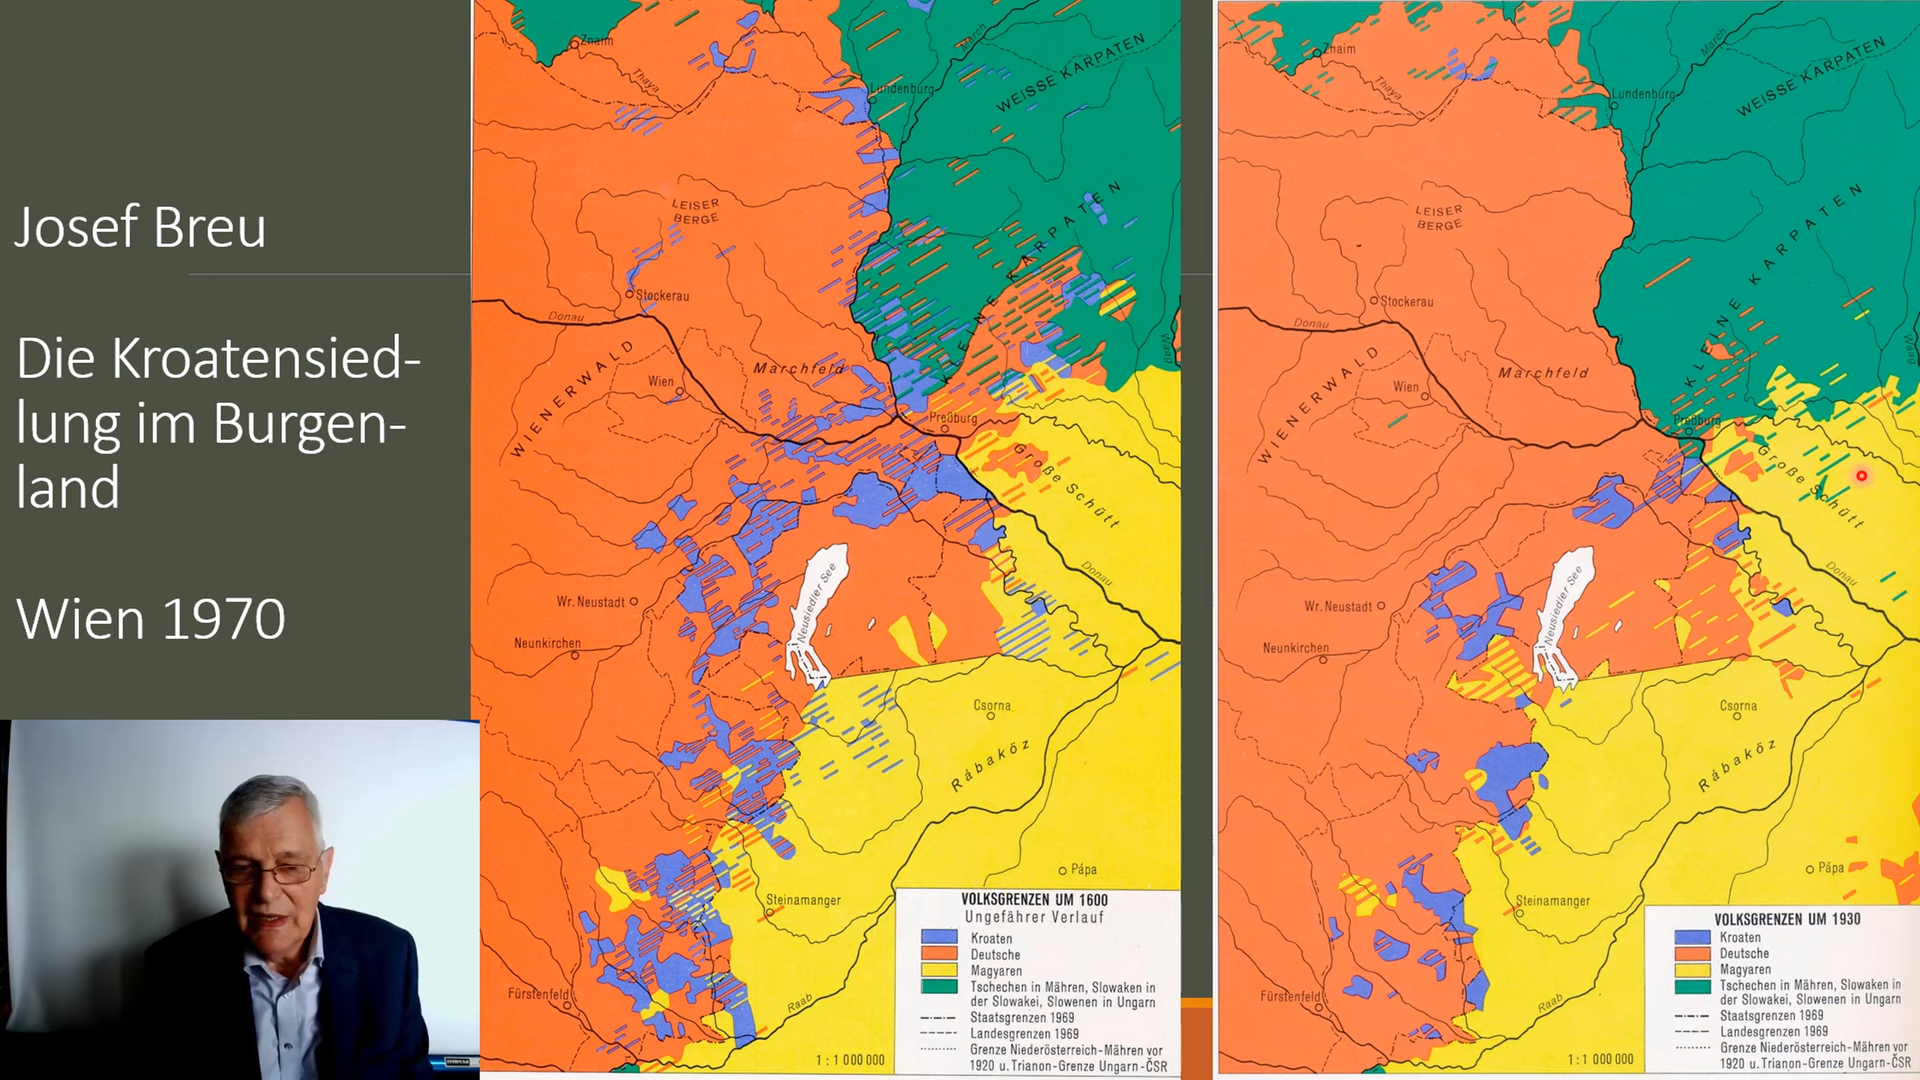 Josef Breu
Die Kroatensied-
lung im Burgen-
land
Wien 1970
Znaim
Thaya
March
Lundenburg
WEISSE KARPATEN
LEISER
BERGE
KLEINE KARPATEN
Stockerau
Donau
Waag
WIENERWALD
Wien
Marchfeld
Preßburg
Große Schütt
Donau
Neusiedler See
Wr. Neustadt
Neunkirchen
Csorna
Rábaköz
Pápa
Steinamanger
Fürstenfeld
Raab
1:1 000 000
VOLKSGRENZEN UM 1600
Ungefährer Verlauf
Kroaten
Deutsche
Magyaren
Tschechen in Mähren, Slowaken in
der Slowakei, Slowenen in Ungarn
Staatsgrenzen 1969
Landesgrenzen 1969
Grenze Niederösterreich-Mähren vor
1920 u. Trianon-Grenze Ungarn-ČSR
Znaim
Thaya
March
Lundenburg
WEISSE KARPATEN
LEISER
BERGE
KLEINE KARPATEN
Stockerau
Donau
Waag
WIENERWALD
Wien
Marchfeld
Preßburg
Große Schütt
Donau
Neusiedler See
Wr. Neustadt
Neunkirchen
Csorna
Rábaköz
Pápa
Steinamanger
Fürstenfeld
Raab
1:1 000 000
VOLKSGRENZEN UM 1930
Kroaten
Deutsche
Magyaren
Tschechen in Mähren, Slowaken in
der Slowakei, Slowenen in Ungarn
Staatsgrenzen 1969
Landesgrenzen 1969
Grenze Niederösterreich-Mähren vor
1920 u. Trianon-Grenze Ungarn-ČSR